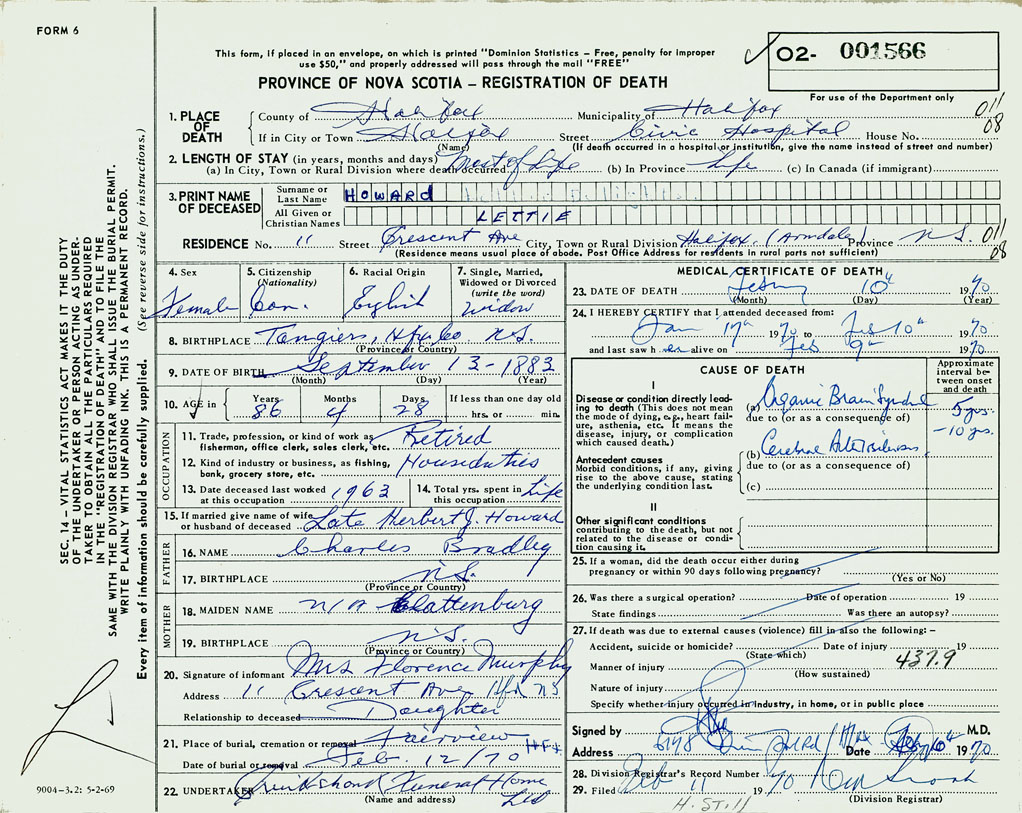 FORM 6
This form, if placed in an envelope, on which is printed "Dominion Statistics – Free, penalty for improper
use $50," and properly addressed will pass through the mail "FREE"
O2- 001566
PROVINCE OF NOVA SCOTIA – REGISTRATION OF DEATH
For use of the Department only
011
08
1. PLACE OF DEATH
County of Halifax Municipality of Halifax
If in City or Town Halifax Street Civic Hospital House No.
(Name) (If death occurred in a hospital or institution, give the name instead of street and number)
2. LENGTH OF STAY (in years, months and days)
(a) In City, Town or Rural Division where death occurred Most of Life (b) In Province Life (c) In Canada (if immigrant)
3. PRINT NAME OF DECEASED
Surname or Last Name HOWARD
All Given or Christian Names LETTIE
RESIDENCE No. 11 Street Crescent Ave City, Town or Rural Division Halifax (Armdale) Province N.S. 011
08
(Residence means usual place of abode. Post Office Address for residents in rural parts not sufficient)
SEC. 14 – VITAL STATISTICS ACT MAKES IT THE DUTY
OF THE UNDERTAKER OR PERSON ACTING AS UNDER-
TAKER TO OBTAIN ALL THE PARTICULARS REQUIRED
IN THE "REGISTRATION OF DEATH" AND TO FILE THE
SAME WITH THE DIVISION REGISTRAR WHO SHALL ISSUE THE BURIAL PERMIT.
WRITE PLAINLY WITH UNFADING INK. THIS IS A PERMANENT RECORD.
Every item of information should be carefully supplied. (See reverse side for instructions.)
4. Sex Female
5. Citizenship (Nationality) Can.
6. Racial Origin English
7. Single, Married, Widowed or Divorced (write the word) Widow
8. BIRTHPLACE Tangiers, Hfx Co. N.S.
(Province or Country)
9. DATE OF BIRTH September 13 - 1883
(Month) (Day) (Year)
10. AGE in Years 86 Months 4 Days 28 If less than one day old
hrs. or min.
OCCUPATION
11. Trade, profession, or kind of work as fisherman, office clerk, sales clerk, etc. Retired
12. Kind of industry or business, as fishing, bank, grocery store, etc. Housduties
13. Date deceased last worked at this occupation 1963
14. Total yrs. spent in this occupation Life
15. If married give name of wife or husband of deceased Late Herbert J. Howard
FATHER
16. NAME Charles Bradley
17. BIRTHPLACE N.S.
(Province or Country)
MOTHER
18. MAIDEN NAME N/A Clattenburg
19. BIRTHPLACE N.S.
(Province or Country)
20. Signature of informant Mrs Florence Murphy
Address 11 Crescent Ave. Hfx NS
Relationship to deceased Daughter
21. Place of burial, cremation or removal Fairview Hfx
Date of burial or removal Feb. 12/70
22. UNDERTAKER Cruikshank Funeral Home Ltd
(Name and address)
9004-3.2: 5-2-69
MEDICAL CERTIFICATE OF DEATH
23. DATE OF DEATH Feb 10th 1970
(Month) (Day) (Year)
24. I HEREBY CERTIFY that I attended deceased from:
Jan 17th 1970 to Feb 10th 1970
and last saw h er alive on Feb 9th 1970
CAUSE OF DEATH
Approximate interval between onset and death
I
Disease or condition directly leading to death (This does not mean the mode of dying, e.g., heart failure, asthenia, etc. It means the disease, injury, or complication which caused death.)
(a) Organic Brain Syndrome 5 yrs.
due to (or as a consequence of) -10 yrs.
Antecedent causes
Morbid conditions, if any, giving rise to the above cause, stating the underlying condition last.
(b) Cerebral Arteriosclerosis
due to (or as a consequence of)
(c)
II
Other significant conditions
contributing to the death, but not related to the disease or condition causing it.
25. If a woman, did the death occur either during
pregnancy or within 90 days following pregnancy?
(Yes or No)
26. Was there a surgical operation? Date of operation 19
State findings Was there an autopsy?
27. If death was due to external causes (violence) fill in also the following: –
Accident, suicide or homicide? Date of injury 19
(State which) 437.9
Manner of injury
(How sustained)
Nature of injury
Specify whether injury occurred in industry, in home, or in public place
Signed by M.D.
Address 6148 Date Feb 10th 1970
28. Division Registrar's Record Number
29. Filed Feb 11 1970
(Division Registrar)
H. St. 11